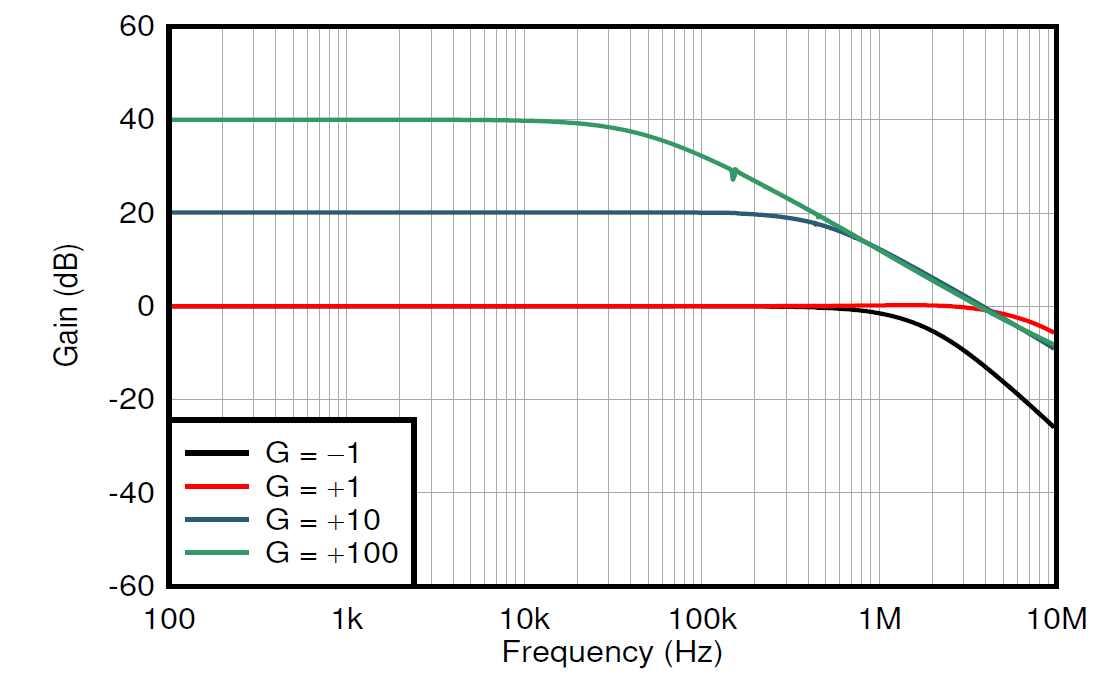 60
40
20
0
-20
-40
-60
Gain (dB)
G = −1
G = +1
G = +10
G = +100
100 1k 10k 100k 1M 10M
Frequency (Hz)